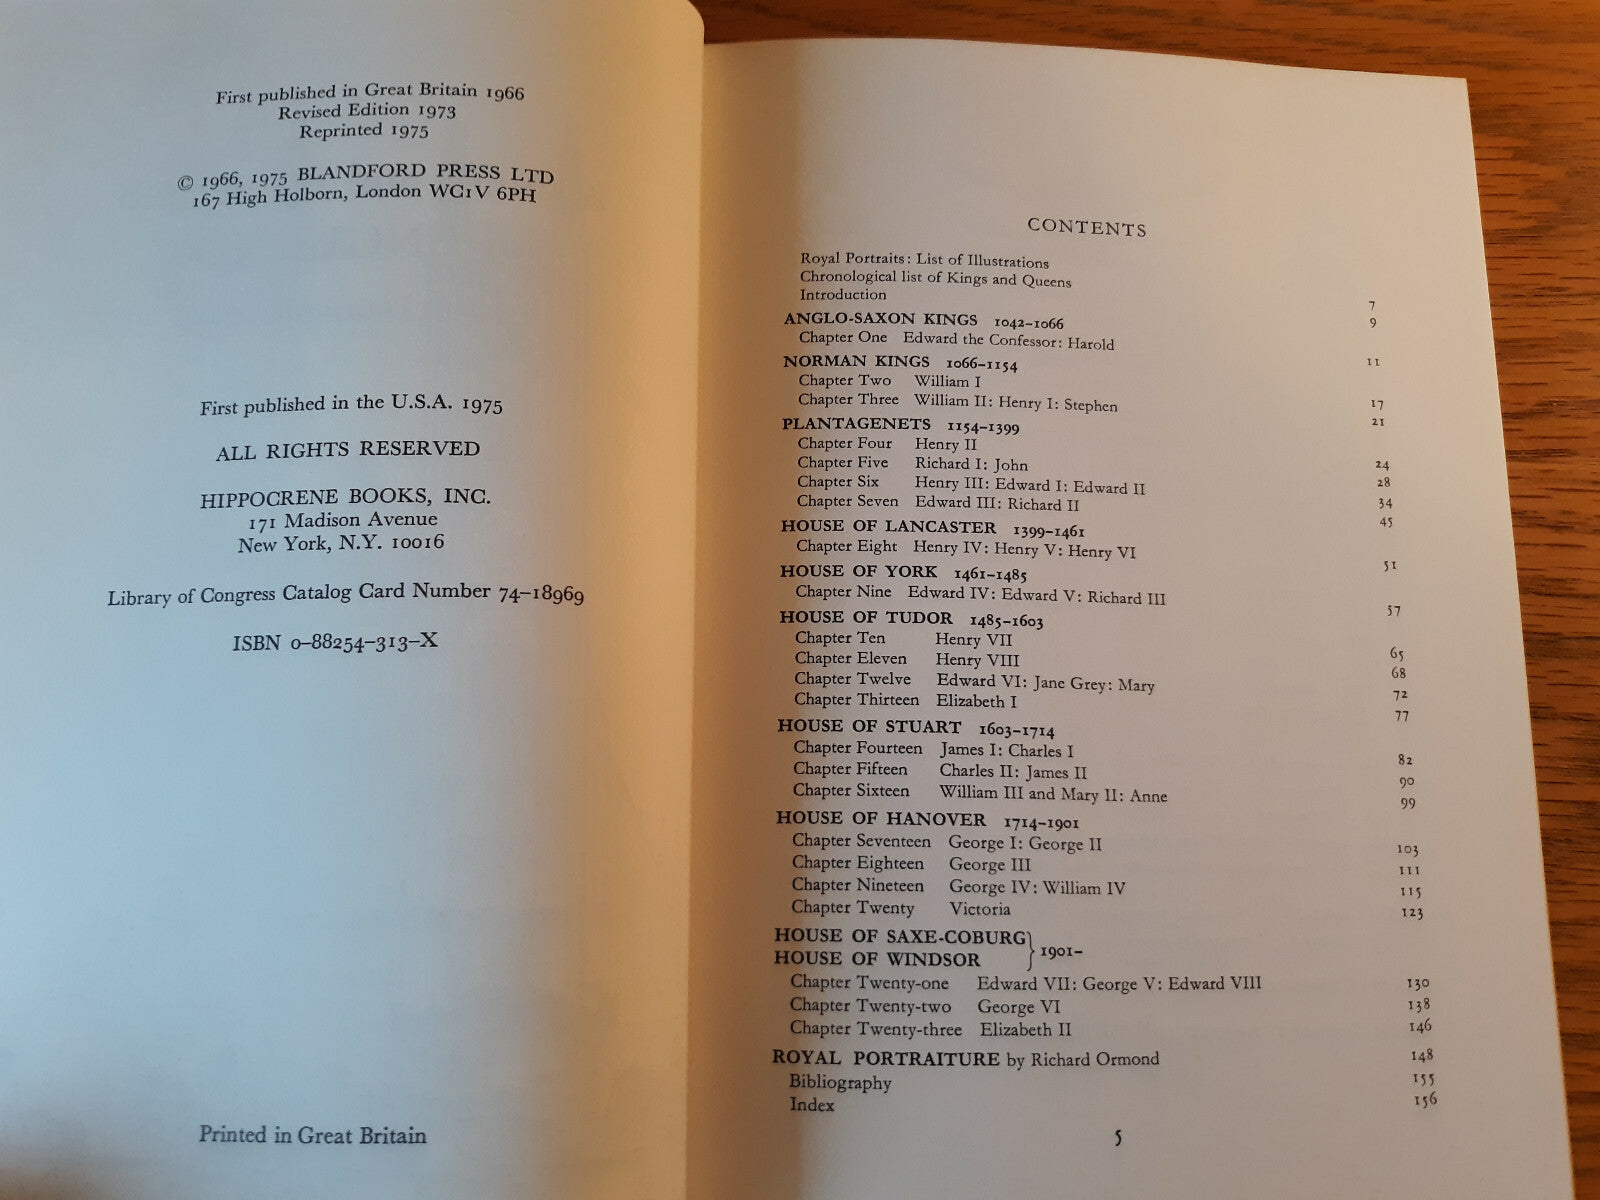 First published in Great Britain 1966
Revised Edition 1973
Reprinted 1975
© 1966, 1975 BLANDFORD PRESS LTD
167 High Holborn, London WC1V 6PH
First published in the U.S.A. 1975
ALL RIGHTS RESERVED
HIPPOCRENE BOOKS, INC.
171 Madison Avenue
New York, N.Y. 10016
Library of Congress Catalog Card Number 74–18969
ISBN 0–88254–313–X
Printed in Great Britain
CONTENTS
Royal Portraits: List of Illustrations
Chronological list of Kings and Queens 7
Introduction 9
ANGLO-SAXON KINGS 1042–1066
Chapter One Edward the Confessor: Harold 11
NORMAN KINGS 1066–1154
Chapter Two William I 17
Chapter Three William II: Henry I: Stephen 21
PLANTAGENETS 1154–1399
Chapter Four Henry II 24
Chapter Five Richard I: John 28
Chapter Six Henry III: Edward I: Edward II 34
Chapter Seven Edward III: Richard II 45
HOUSE OF LANCASTER 1399–1461
Chapter Eight Henry IV: Henry V: Henry VI 51
HOUSE OF YORK 1461–1485
Chapter Nine Edward IV: Edward V: Richard III 57
HOUSE OF TUDOR 1485–1603
Chapter Ten Henry VII 65
Chapter Eleven Henry VIII 68
Chapter Twelve Edward VI: Jane Grey: Mary 72
Chapter Thirteen Elizabeth I 77
HOUSE OF STUART 1603–1714
Chapter Fourteen James I: Charles I 82
Chapter Fifteen Charles II: James II 90
Chapter Sixteen William III and Mary II: Anne 99
HOUSE OF HANOVER 1714–1901
Chapter Seventeen George I: George II 103
Chapter Eighteen George III 111
Chapter Nineteen George IV: William IV 115
Chapter Twenty Victoria 123
HOUSE OF SAXE-COBURG
HOUSE OF WINDSOR } 1901–
Chapter Twenty-one Edward VII: George V: Edward VIII 130
Chapter Twenty-two George VI 138
Chapter Twenty-three Elizabeth II 146
ROYAL PORTRAITURE by Richard Ormond 148
Bibliography 155
Index 156
5